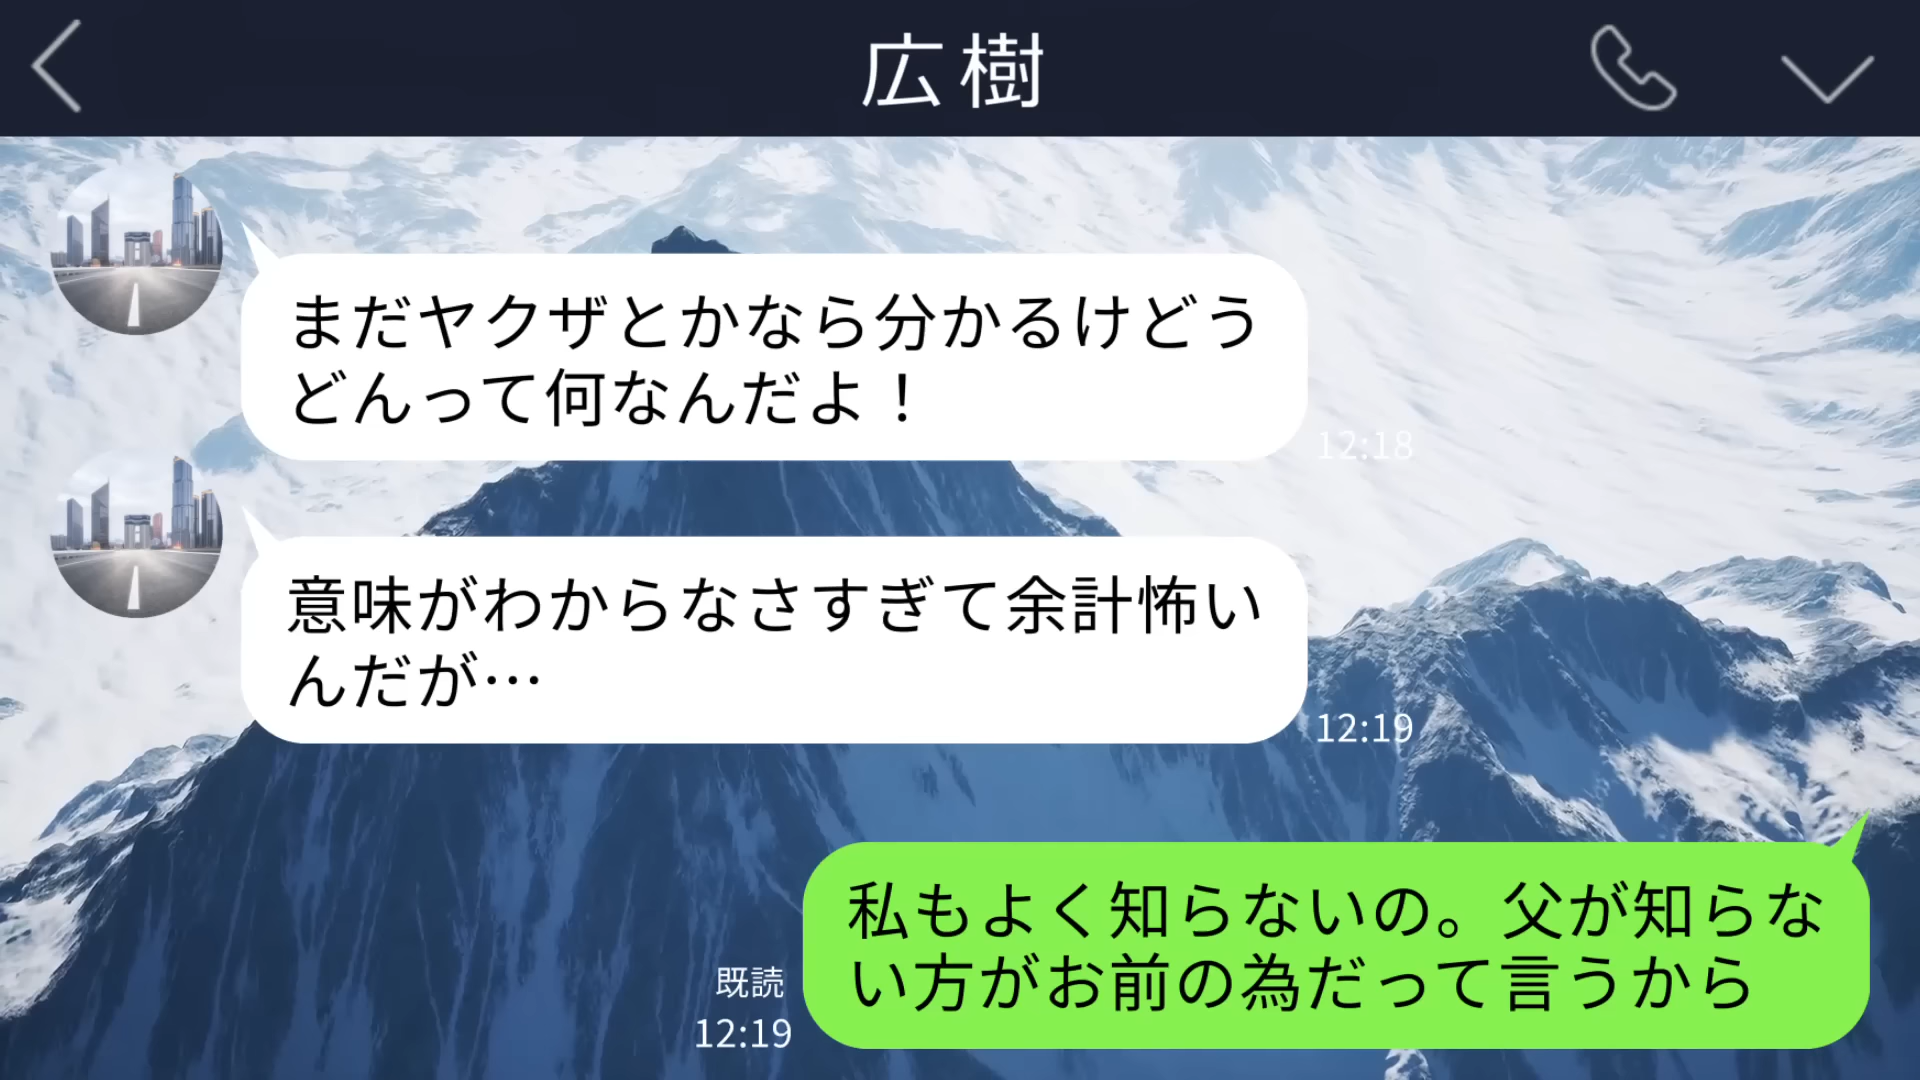 広樹
まだヤクザとかなら分かるけどう
どんって何なんだよ！
12:18
意味がわからなさすぎて余計怖い
んだが…
12:19
私もよく知らないの。父が知らな
い方がお前の為だって言うから
既読
12:19